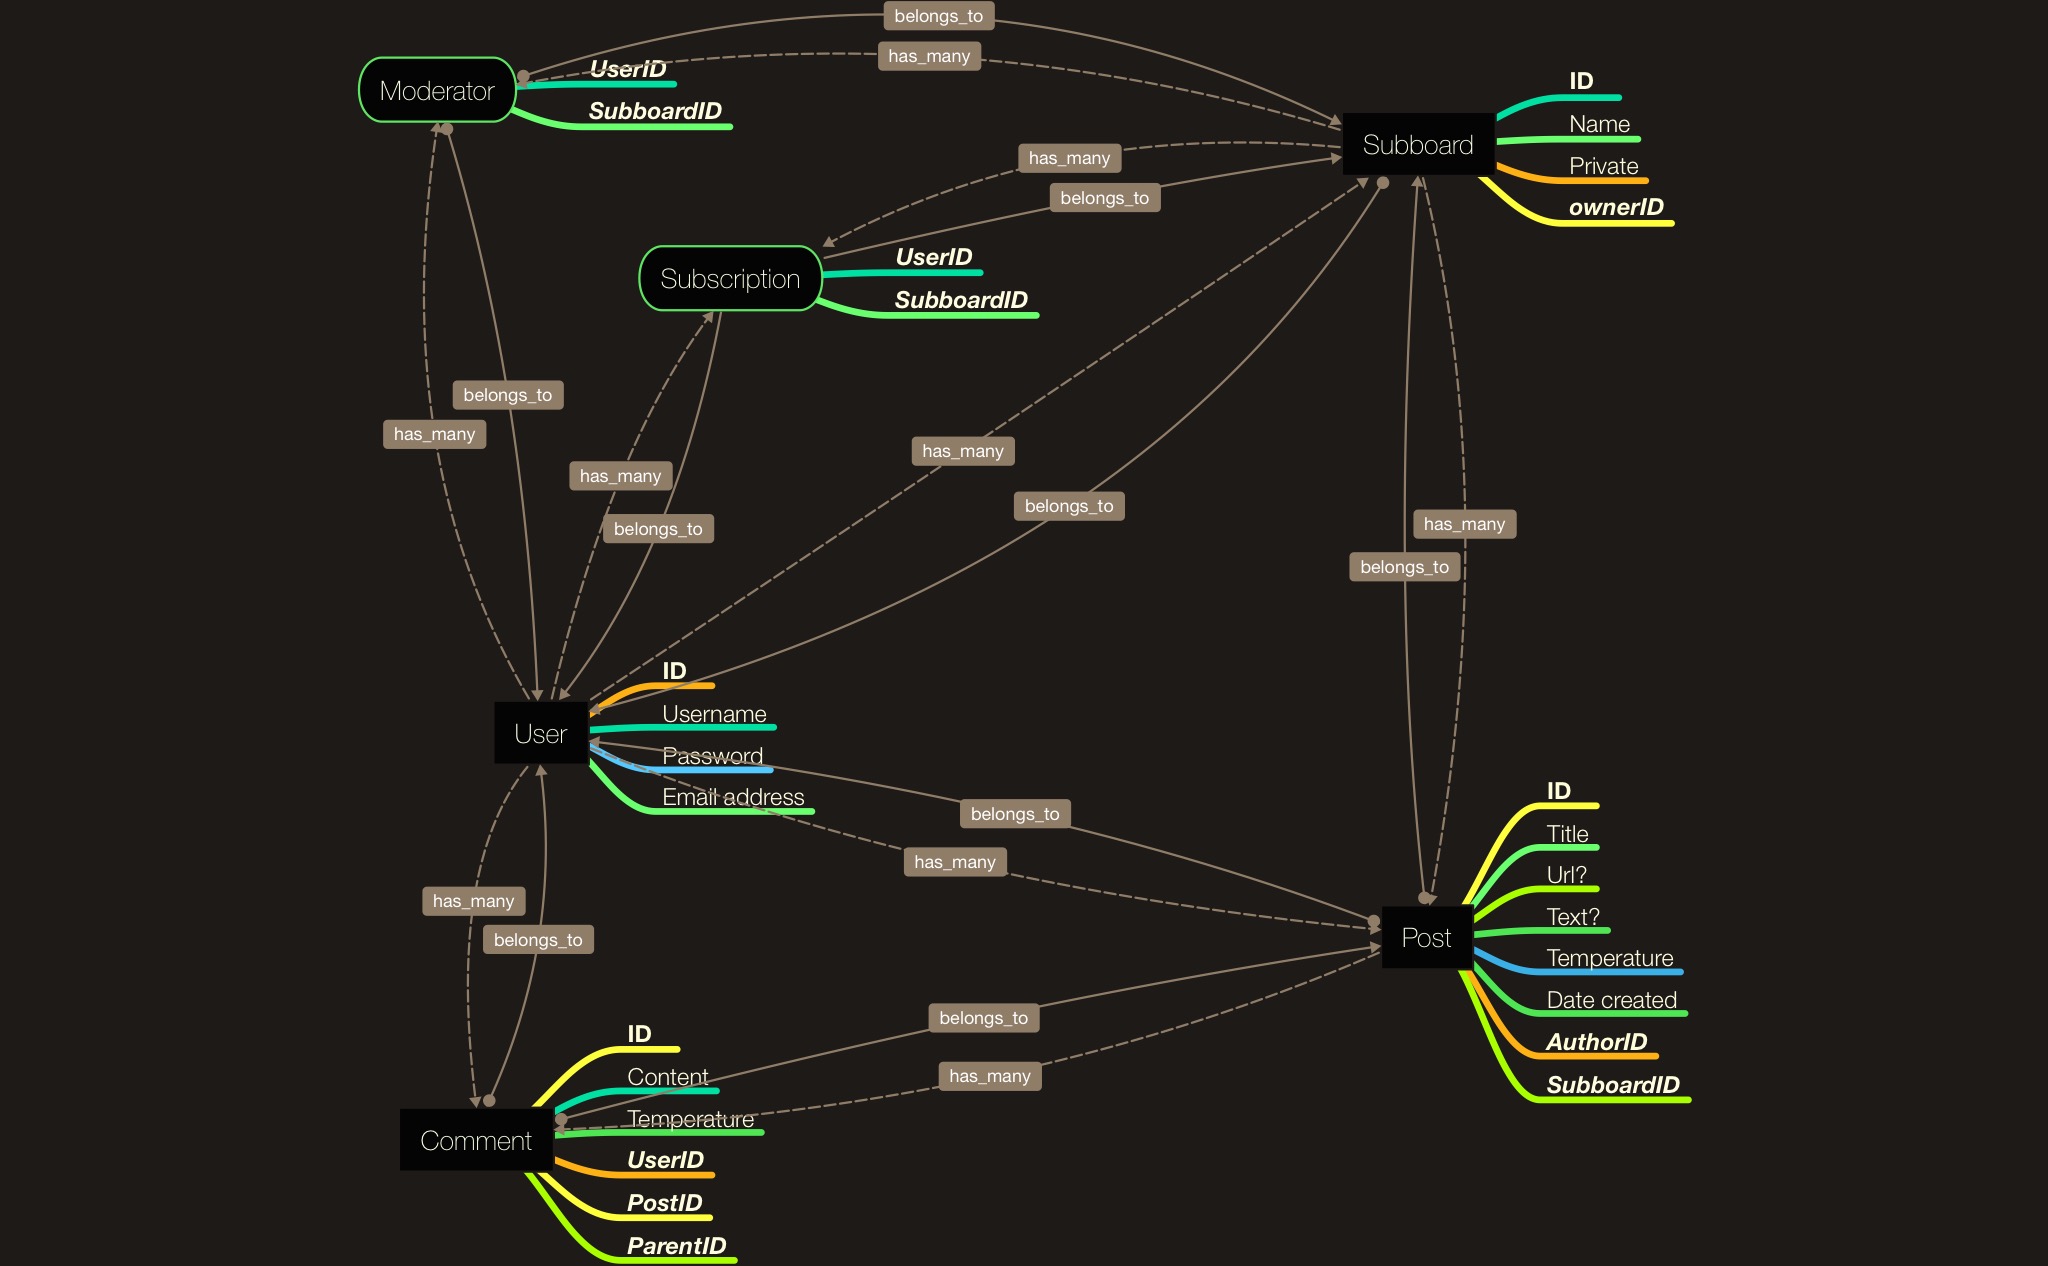 belongs_to
has_many
Moderator
UserID
SubboardID
Subboard
ID
Name
Private
ownerID
has_many
belongs_to
Subscription
UserID
SubboardID
belongs_to
has_many
has_many
belongs_to
has_many
belongs_to
has_many
belongs_to
User
ID
Username
Password
Email address
belongs_to
has_many
has_many
belongs_to
Post
ID
Title
Url?
Text?
Temperature
Date created
AuthorID
SubboardID
belongs_to
has_many
Comment
ID
Content
Temperature
UserID
PostID
ParentID